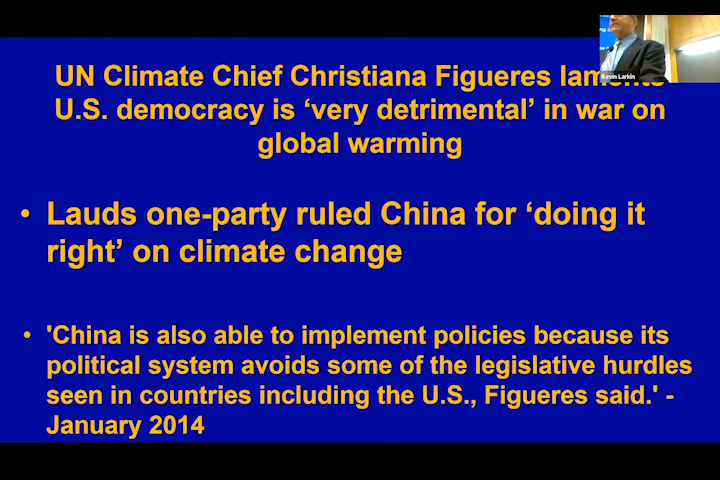 Kevin Larkin
UN Climate Chief Christiana Figueres laments
U.S. democracy is ‘very detrimental’ in war on
global warming
• Lauds one-party ruled China for ‘doing it
right’ on climate change
• 'China is also able to implement policies because its
political system avoids some of the legislative hurdles
seen in countries including the U.S., Figueres said.' -
January 2014